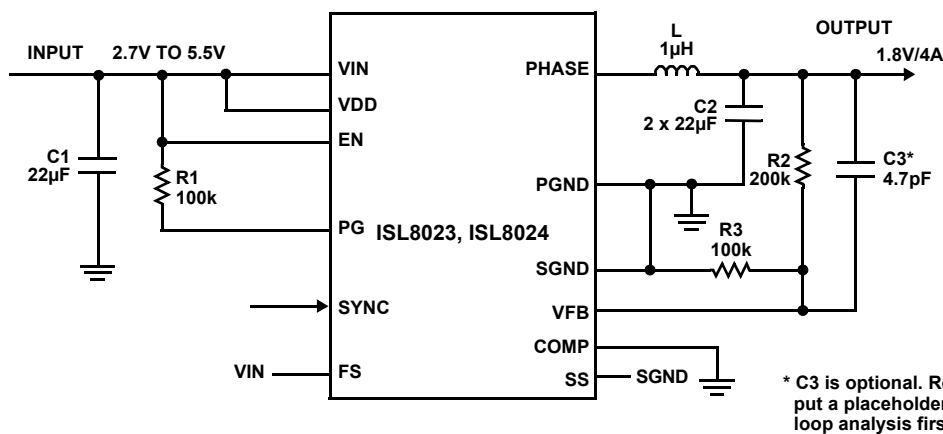 INPUT 2.7V TO 5.5V
OUTPUT
1.8V/4A
L
1µH
VIN
VDD
EN
PG
SYNC
FS
PHASE
PGND
SGND
VFB
COMP
SS
ISL8023, ISL8024
C1
22µF
R1
100k
VIN
C2
2 x 22µF
R2
200k
C3*
4.7pF
R3
100k
SGND
* C3 is optional.
put a placeholder
loop analysis